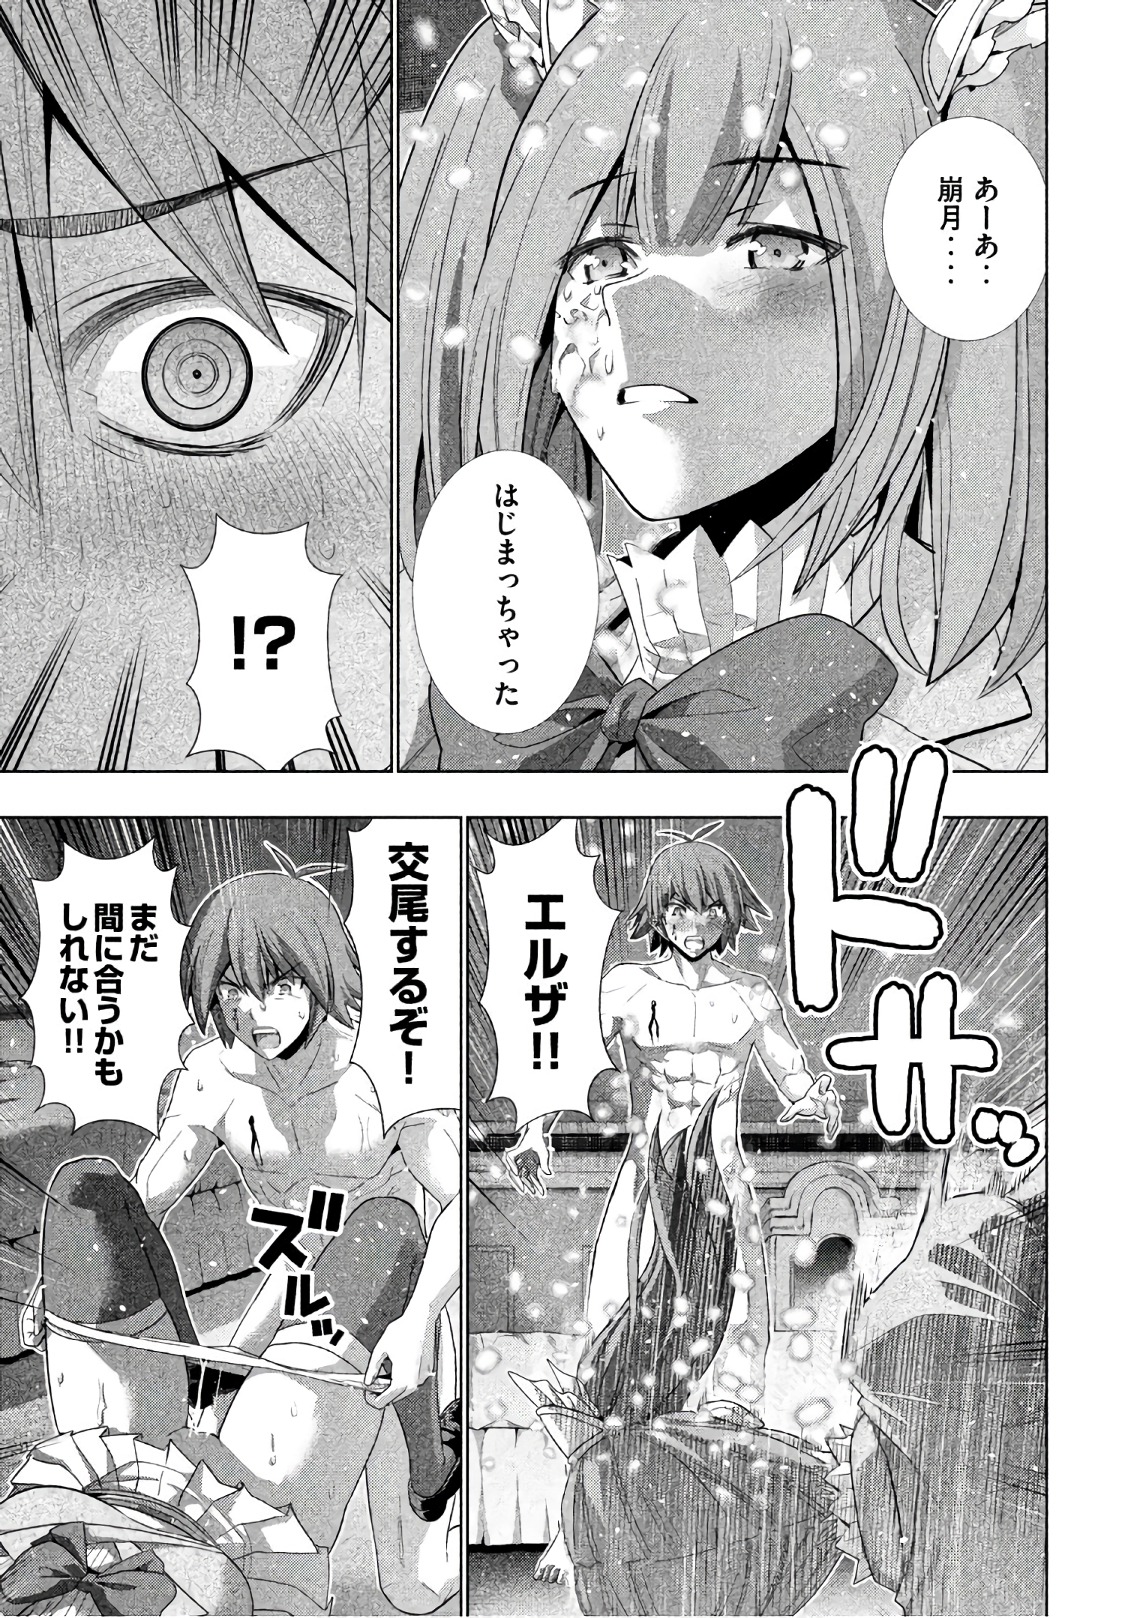 あーあ‥
崩月‥‥
はじまっちゃった
!?
ドサッ
エルザ!!
交尾するぞ!
まだ
間に合うかも
しれない!!
ズルッ